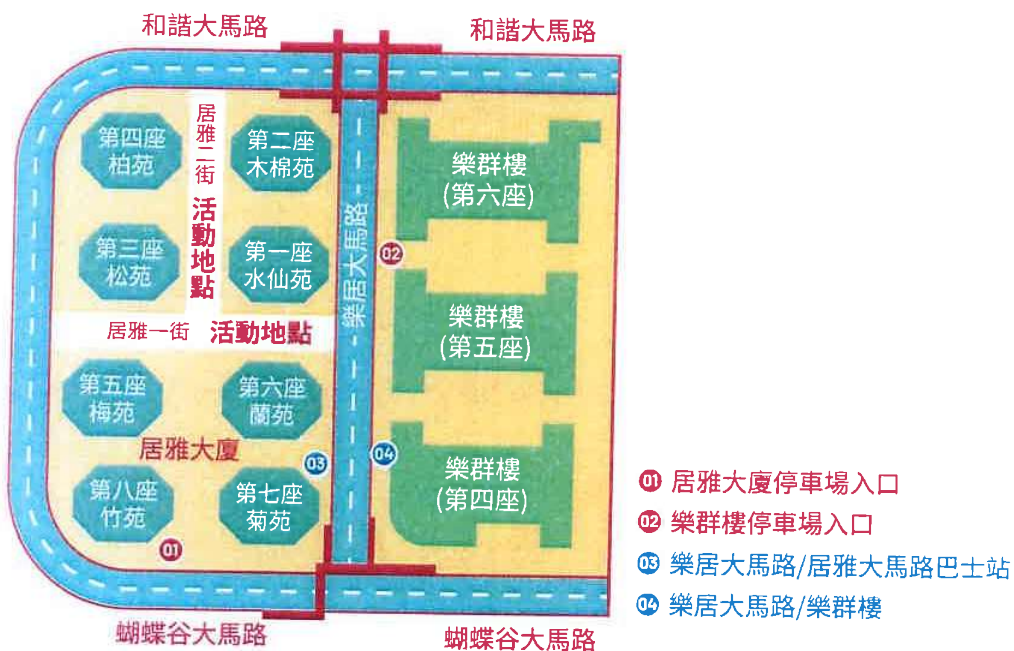 和諧大馬路
和諧大馬路
第四座
柏苑
居雅二街
活動地點
第二座
木棉苑
樂群樓
(第六座)
第三座
松苑
第一座
水仙苑
樂居大馬路
02
居雅一街 活動地點
樂群樓
(第五座)
第五座
梅苑
第六座
蘭苑
居雅大廈
03
04
第八座
竹苑
第七座
菊苑
樂群樓
(第四座)
01
蝴蝶谷大馬路
蝴蝶谷大馬路
01 居雅大廈停車場入口
02 樂群樓停車場入口
03 樂居大馬路/居雅大馬路巴士站
04 樂居大馬路/樂群樓